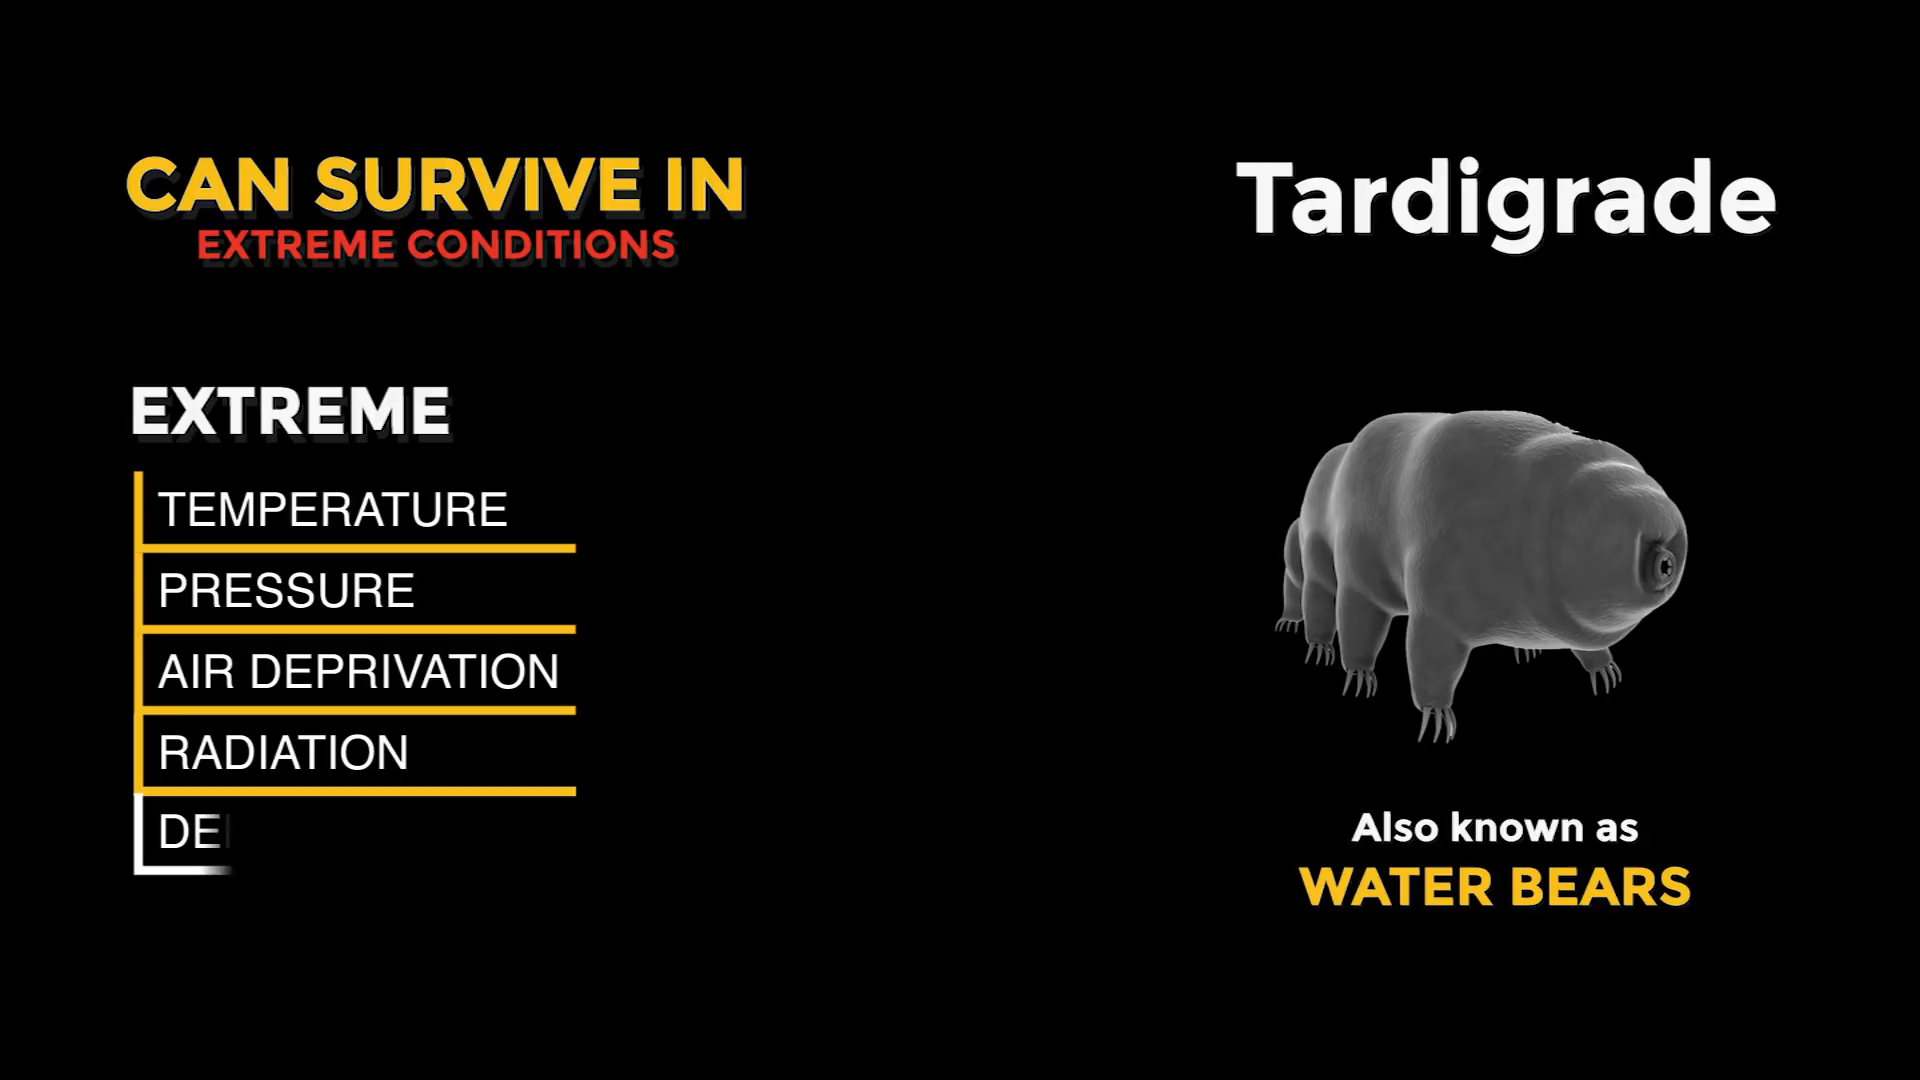 CAN SURVIVE IN
EXTREME CONDITIONS
Tardigrade
EXTREME
TEMPERATURE
PRESSURE
AIR DEPRIVATION
RADIATION
DE
Also known as
WATER BEARS